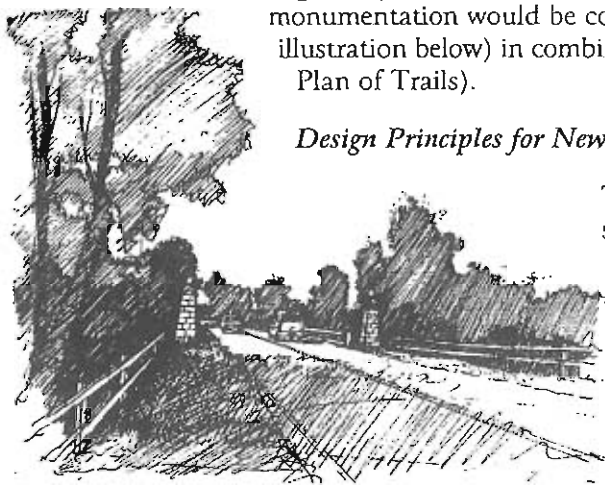 monumentation would be co
illustration below) in combi
Plan of Trails).
Design Principles for New